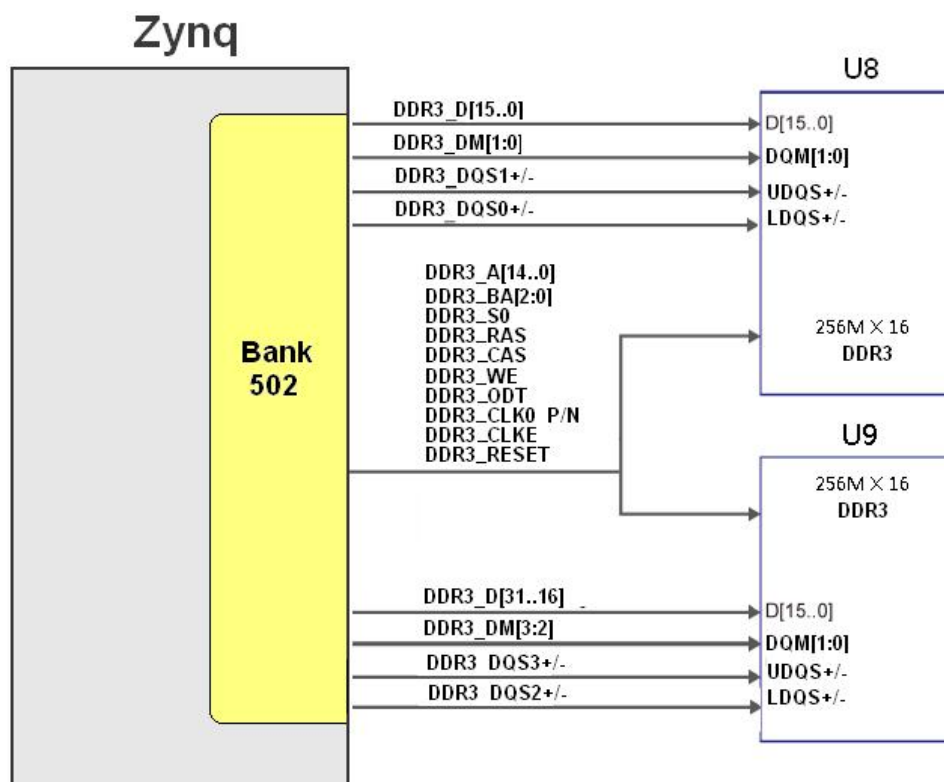 Zynq
U8
DDR3_D[15..0]
D[15..0]
DDR3_DM[1:0]
DQM[1:0]
DDR3_DQS1+/-
UDQS+/-
DDR3_DQS0+/-
LDQS+/-
DDR3_A[14..0]
DDR3_BA[2:0]
DDR3_S0
DDR3_RAS
DDR3_CAS
DDR3_WE
DDR3_ODT
DDR3_CLK0 P/N
DDR3_CLKE
DDR3_RESET
256M × 16
DDR3
Bank
502
U9
256M × 16
DDR3
DDR3_D[31..16]
D[15..0]
DDR3_DM[3:2]
DQM[1:0]
DDR3 DQS3+/-
UDQS+/-
DDR3 DQS2+/-
LDQS+/-